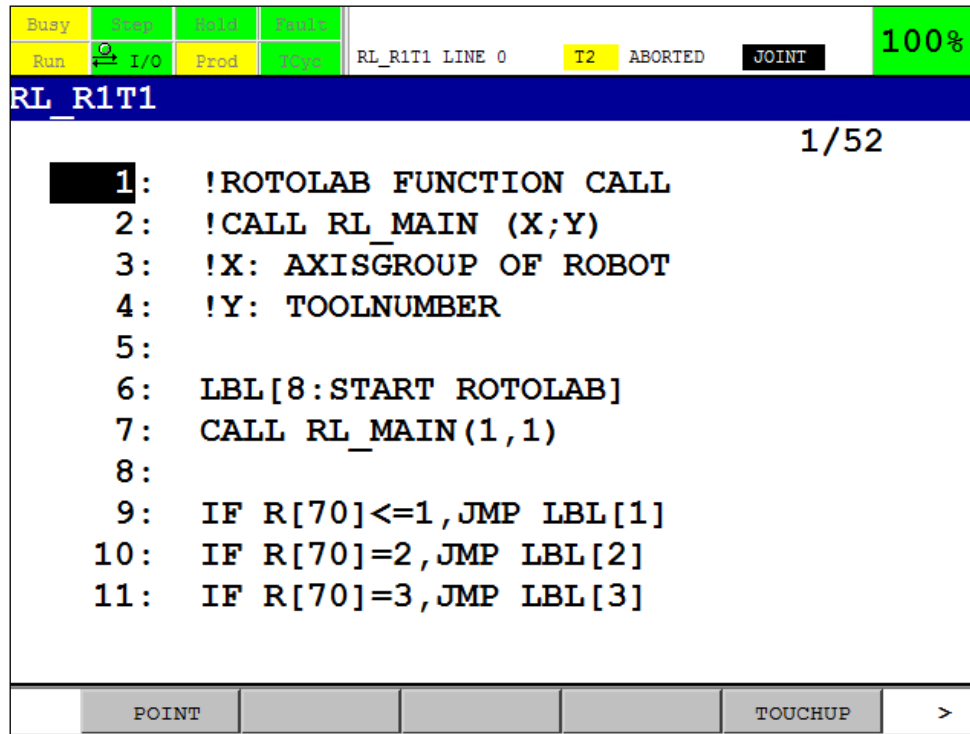 Busy Step Hold Fault
Run I/O Prod TCyc RL_R1T1 LINE 0 T2 ABORTED JOINT 100%
RL_R1T1
1/52
1: !ROTOLAB FUNCTION CALL
2: !CALL RL_MAIN (X;Y)
3: !X: AXISGROUP OF ROBOT
4: !Y: TOOLNUMBER
5:
6: LBL[8:START ROTOLAB]
7: CALL RL_MAIN(1,1)
8:
9: IF R[70]<=1,JMP LBL[1]
10: IF R[70]=2,JMP LBL[2]
11: IF R[70]=3,JMP LBL[3]
POINT TOUCHUP >